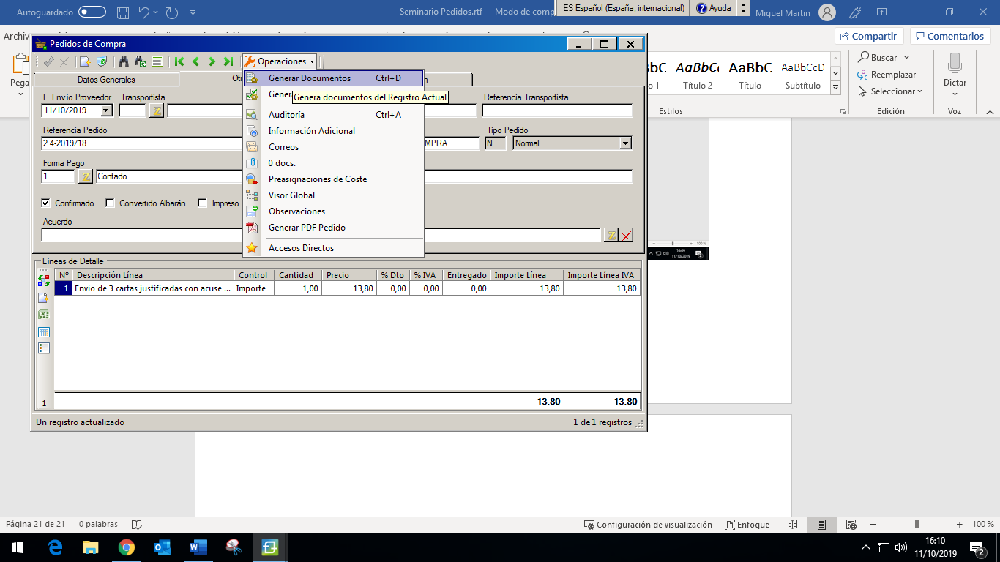 Autoguardado
Seminario Pedidos.rtf - Modo de comp
ES Español (España, internacional)
Ayuda
Miguel Martin
Archiv
Compartir
Comentarios
Pega
Pedidos de Compra
Operaciones
Datos Generales
Generar Documentos Ctrl+D
Genera documentos del Registro Actual
Auditoría Ctrl+A
Información Adicional
Correos
0 docs.
Preasignaciones de Coste
Visor Global
Observaciones
Generar PDF Pedido
Accesos Directos
F. Envío Proveedor
Transportista
Referencia Transportista
11/10/2019
Referencia Pedido
Tipo Pedido
2.4-2019/18
MPRA
N
Normal
Forma Pago
1
Contado
Confirmado
Convertido Albarán
Impreso
Acuerdo
Líneas de Detalle
Nº Descripción Línea Control Cantidad Precio % Dto % IVA Entregado Importe Línea Importe Línea IVA
1 Envío de 3 cartas justificadas con acuse ... Importe 1,00 13,80 0,00 0,00 0,00 13,80 13,80
1 13,80 13,80
Un registro actualizado
1 de 1 registros
AaBbCc
AaBbC
AaBbCcD
Título 2
Título
Subtítulo
Estilos
Buscar
Reemplazar
Seleccionar
Edición
Dictar
Voz
100 %
16:09
11/10/2019
Página 21 de 21
0 palabras
Configuración de visualización
Enfoque
100 %
16:10
11/10/2019
2